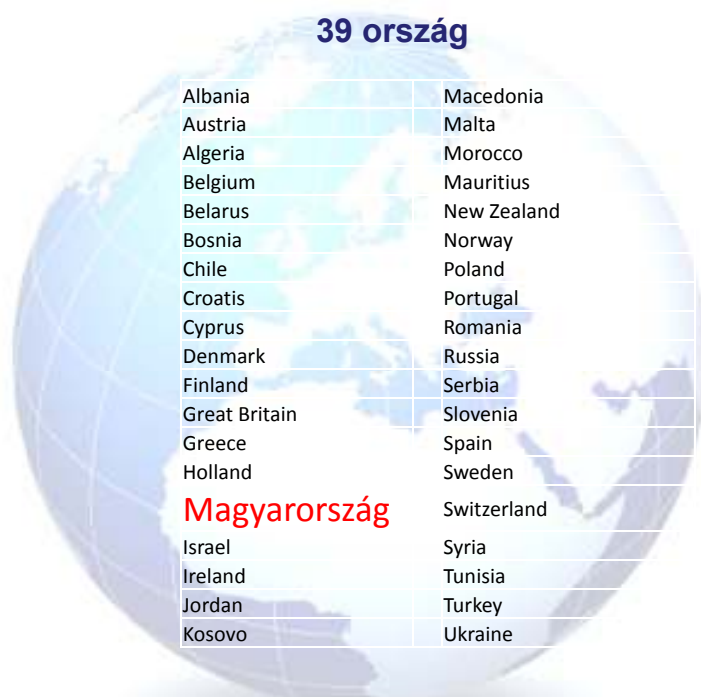 39 ország
Albania Macedonia
Austria Malta
Algeria Morocco
Belgium Mauritius
Belarus New Zealand
Bosnia Norway
Chile Poland
Croatis Portugal
Cyprus Romania
Denmark Russia
Finland Serbia
Great Britain Slovenia
Greece Spain
Holland Sweden
Magyarország Switzerland
Israel Syria
Ireland Tunisia
Jordan Turkey
Kosovo Ukraine